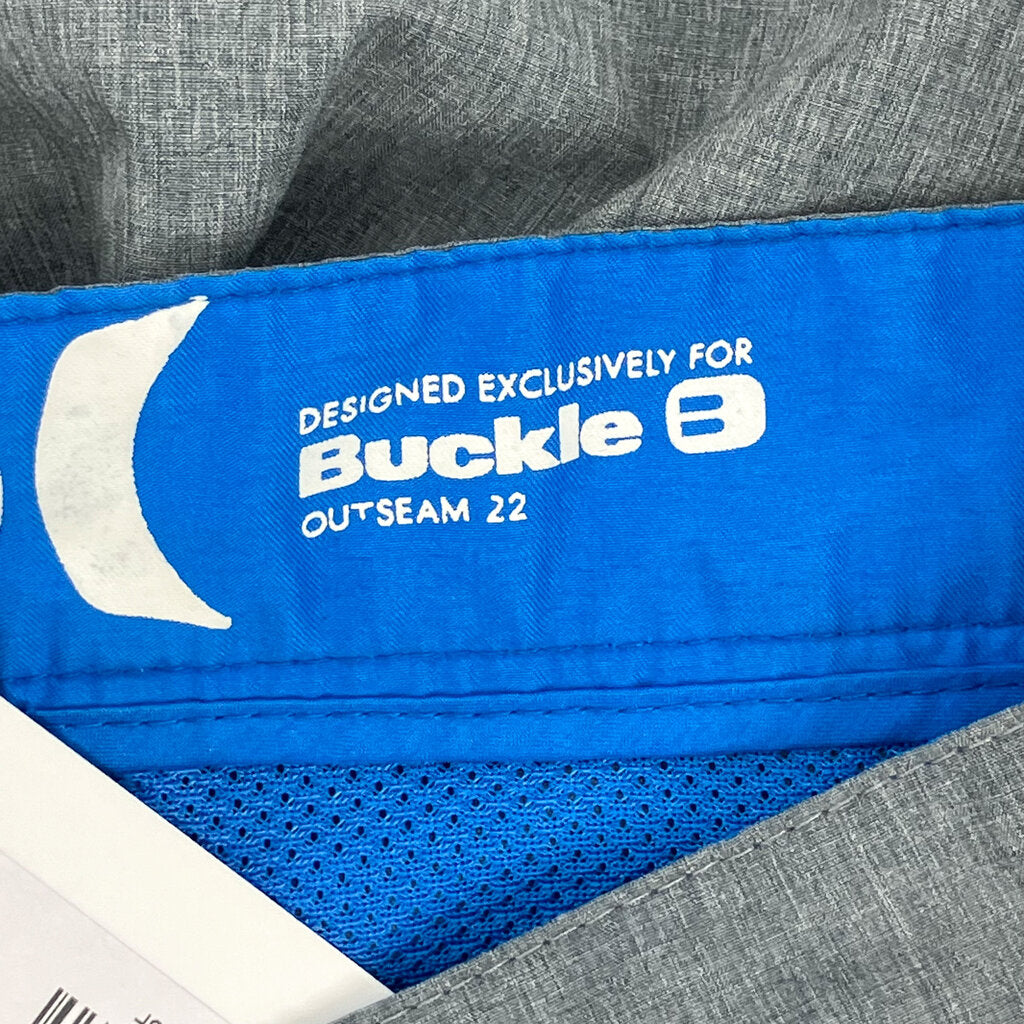 DESIGNED EXCLUSIVELY FOR
Buckle B
OUTSEAM 22